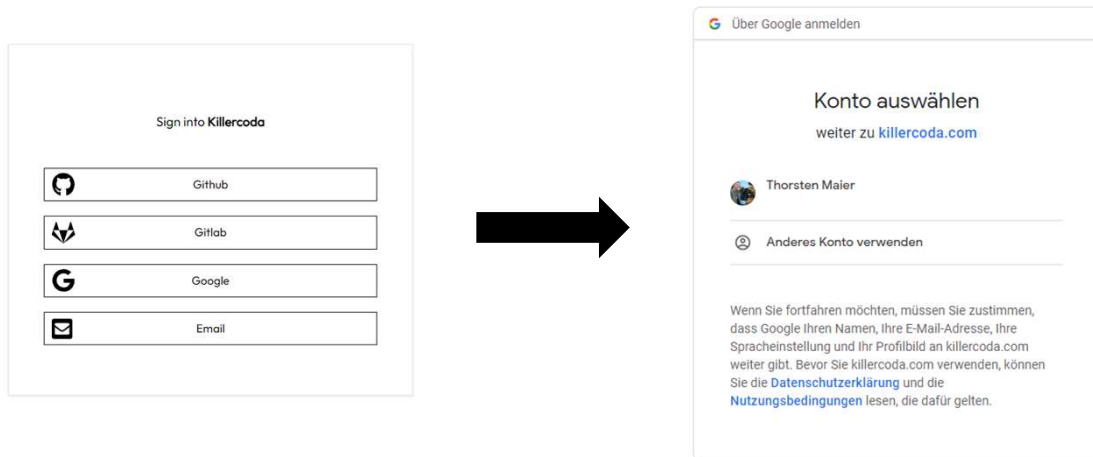 Sign into Killercoda
Github
Gitlab
Google
Email
Über Google anmelden
Konto auswählen
weiter zu killercoda.com
Thorsten Maier
Anderes Konto verwenden
Wenn Sie fortfahren möchten, müssen Sie zustimmen,
dass Google Ihren Namen, Ihre E-Mail-Adresse, Ihre
Spracheinstellung und Ihr Profilbild an killercoda.com
weiter gibt. Bevor Sie killercoda.com verwenden, können
Sie die Datenschutzerklärung und die
Nutzungsbedingungen lesen, die dafür gelten.